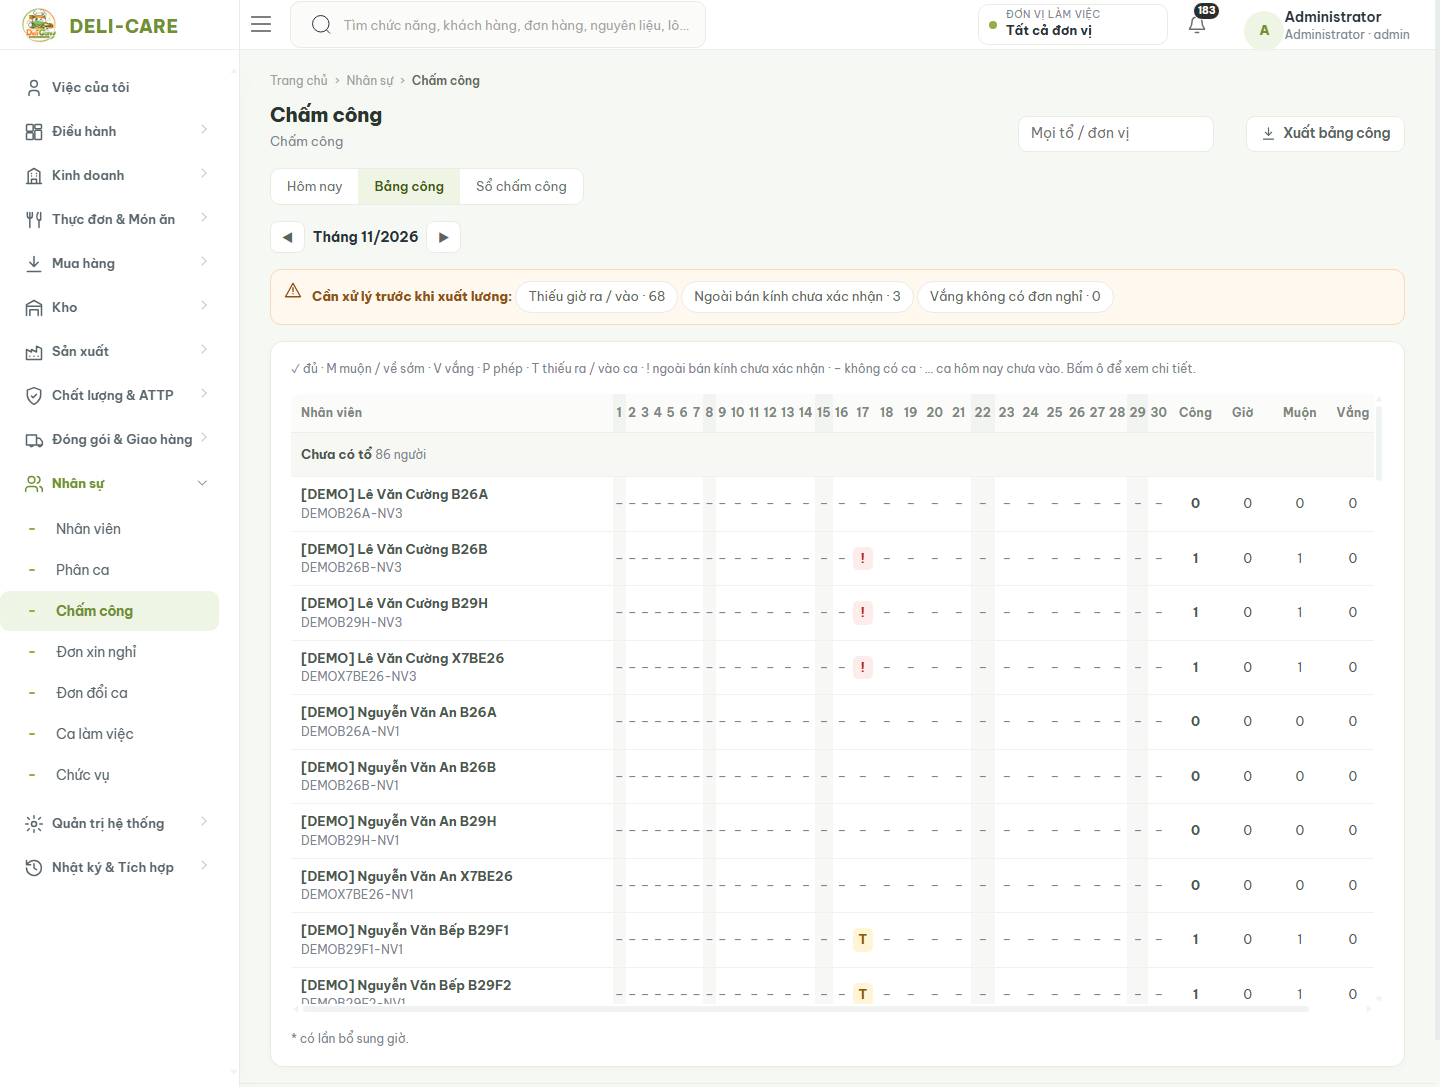 DELI-CARE
Tìm chức năng, khách hàng, đơn hàng, nguyên liệu, lô...
ĐƠN VỊ LÀM VIỆC
Tất cả đơn vị
183
A
Administrator
Administrator · admin
Việc của tôi
Điều hành
Kinh doanh
Thực đơn & Món ăn
Mua hàng
Kho
Sản xuất
Chất lượng & ATTP
Đóng gói & Giao hàng
Nhân sự
Nhân viên
Phân ca
Chấm công
Đơn xin nghỉ
Đơn đổi ca
Ca làm việc
Chức vụ
Quản trị hệ thống
Nhật ký & Tích hợp
Trang chủ › Nhân sự › Chấm công
Chấm công
Chấm công
Mọi tổ / đơn vị
Xuất bảng công
Hôm nay Bảng công Sổ chấm công
◀ Tháng 11/2026 ▶
Cần xử lý trước khi xuất lương: Thiếu giờ ra / vào · 68 Ngoài bán kính chưa xác nhận · 3 Vắng không có đơn nghỉ · 0
✓ đủ · M muộn / về sớm · V vắng · P phép · T thiếu ra / vào ca · ! ngoài bán kính chưa xác nhận · – không có ca · … ca hôm nay chưa vào. Bấm ô để xem chi tiết.
Nhân viên 1 2 3 4 5 6 7 8 9 10 11 12 13 14 15 16 17 18 19 20 21 22 23 24 25 26 27 28 29 30 Công Giờ Muộn Vắng
Chưa có tổ 86 người
[DEMO] Lê Văn Cường B26A – – – – – – – – – – – – – – – – – – – – – – – – – – – – – – 0 0 0 0
DEMOB26A-NV3
[DEMO] Lê Văn Cường B26B – – – – – – – – – – – – – – – – ! – – – – – – – – – – – – – 1 0 1 0
DEMOB26B-NV3
[DEMO] Lê Văn Cường B29H – – – – – – – – – – – – – – – – ! – – – – – – – – – – – – – 1 0 1 0
DEMOB29H-NV3
[DEMO] Lê Văn Cường X7BE26 – – – – – – – – – – – – – – – – ! – – – – – – – – – – – – – 1 0 1 0
DEMOX7BE26-NV3
[DEMO] Nguyễn Văn An B26A – – – – – – – – – – – – – – – – – – – – – – – – – – – – – – 0 0 0 0
DEMOB26A-NV1
[DEMO] Nguyễn Văn An B26B – – – – – – – – – – – – – – – – – – – – – – – – – – – – – – 0 0 0 0
DEMOB26B-NV1
[DEMO] Nguyễn Văn An B29H – – – – – – – – – – – – – – – – – – – – – – – – – – – – – – 0 0 0 0
DEMOB29H-NV1
[DEMO] Nguyễn Văn An X7BE26 – – – – – – – – – – – – – – – – – – – – – – – – – – – – – – 0 0 0 0
DEMOX7BE26-NV1
[DEMO] Nguyễn Văn Bếp B29F1 – – – – – – – – – – – – – – – – T – – – – – – – – – – – – – 1 0 1 0
DEMOB29F1-NV1
[DEMO] Nguyễn Văn Bếp B29F2 – – – – – – – – – – – – – – – – T – – – – – – – – – – – – – 1 0 1 0
DEMOB29F2-NV1
* có lần bổ sung giờ.